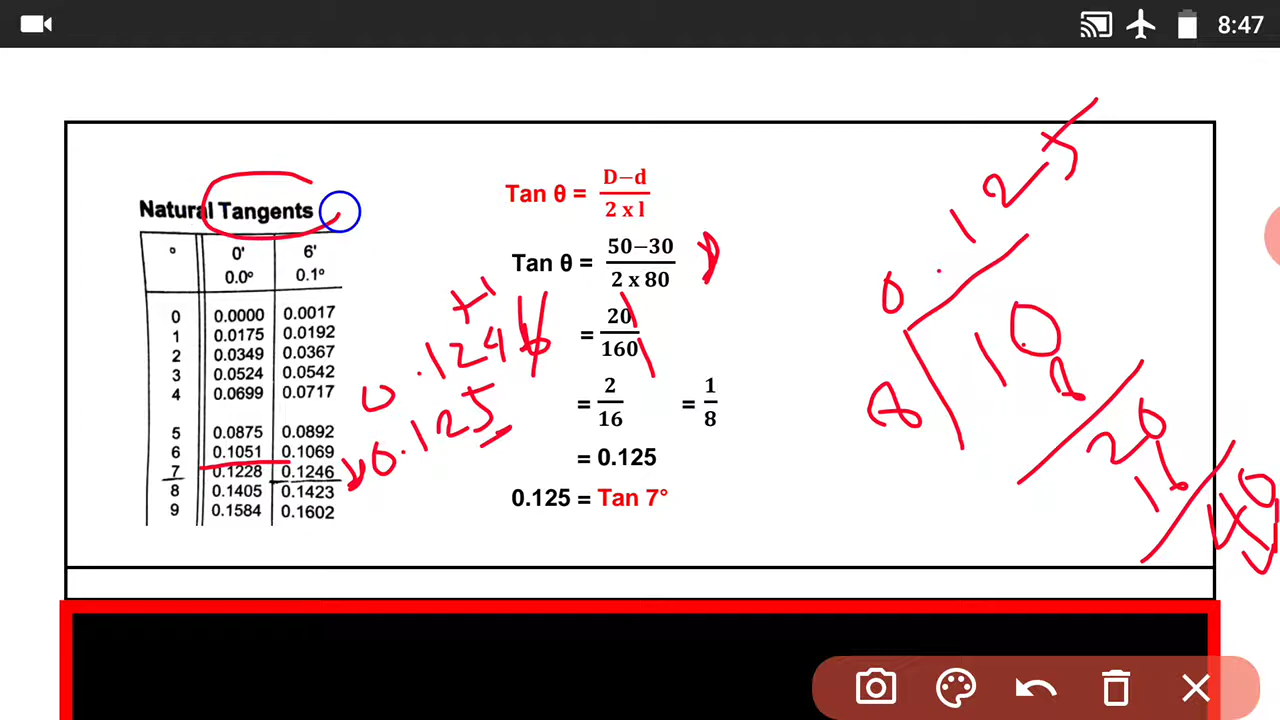 8:47
Natural Tangents
° 0' 6'
0.0° 0.1°
0 0.0000 0.0017
1 0.0175 0.0192
2 0.0349 0.0367
3 0.0524 0.0542
4 0.0699 0.0717
5 0.0875 0.0892
6 0.1051 0.1069
7 0.1228 0.1246
8 0.1405 0.1423
9 0.1584 0.1602
+1
0.1246
0.125
Tan θ = D−d / 2 x l
Tan θ = 50−30 / 2 x 80
= 20 / 160
= 2 / 16 = 1 / 8
= 0.125
0.125 = Tan 7°
0.125
8 10
8
20
16
40